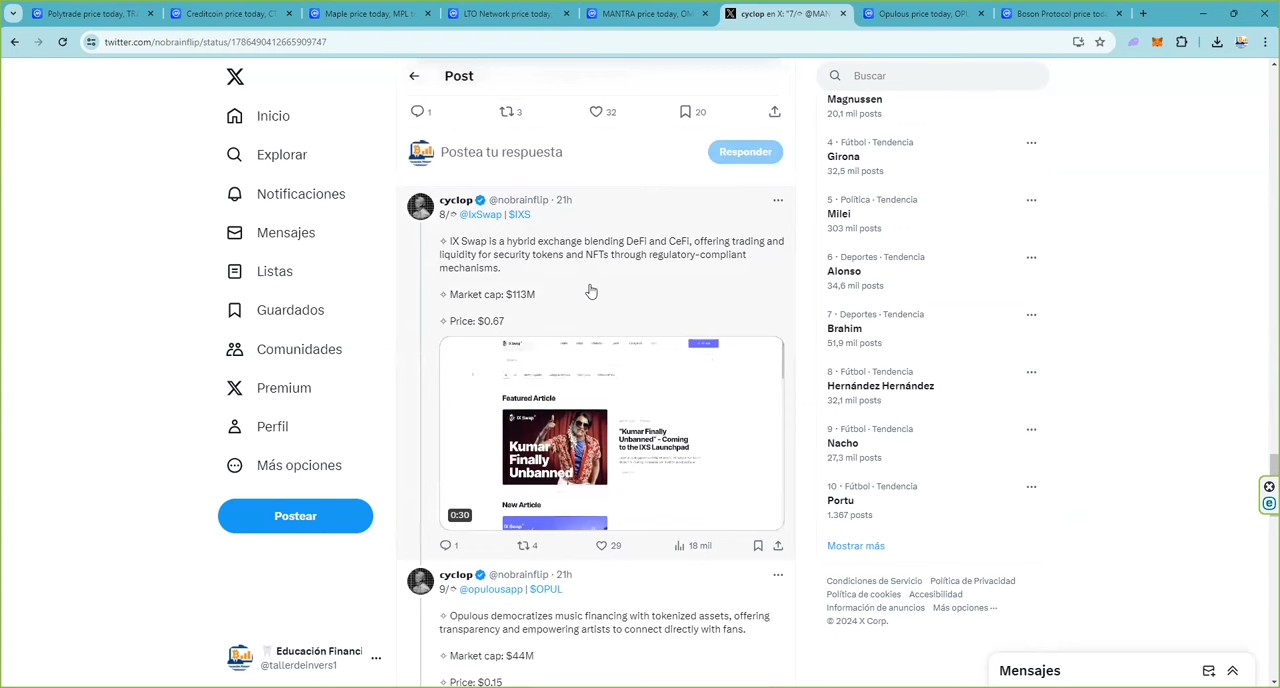 Polytrade price today, TR
Creditcoin price today, C
Maple price today, MPL t
LTO Network price today,
MANTRA price today, OM
cyclop en X: "7/ @MAN
Opulous price today, OP
Boson Protocol price toda
twitter.com/nobrainflip/status/1786490412665909747
Post
Buscar
1
3
32
20
Inicio
Explorar
Notificaciones
Mensajes
Listas
Guardados
Comunidades
Premium
Perfil
Más opciones
Postear
Educación Financi
@tallerdeinvers1
Postea tu respuesta
Responder
cyclop @nobrainflip · 21h
8/ @IxSwap | $IXS
✧ IX Swap is a hybrid exchange blending DeFi and CeFi, offering trading and
liquidity for security tokens and NFTs through regulatory-compliant
mechanisms.
✧ Market cap: $113M
✧ Price: $0.67
IX Swap
Featured Article
IX Swap
Kumar
Finally
Unbanned
"Kumar Finally
Unbanned" - Coming
to the IXS Launchpad
New Article
0:30
1
4
29
18 mil
cyclop @nobrainflip · 21h
9/ @opulousapp | $OPUL
✧ Opulous democratizes music financing with tokenized assets, offering
transparency and empowering artists to connect directly with fans.
✧ Market cap: $44M
✧ Price: $0.15
Magnussen
20,1 mil posts
4 · Fútbol · Tendencia
Girona
32,5 mil posts
5 · Política · Tendencia
Milei
303 mil posts
6 · Deportes · Tendencia
Alonso
34,6 mil posts
7 · Deportes · Tendencia
Brahim
51,9 mil posts
8 · Fútbol · Tendencia
Hernández Hernández
32,1 mil posts
9 · Fútbol · Tendencia
Nacho
27,3 mil posts
10 · Fútbol · Tendencia
Portu
1.367 posts
Mostrar más
Condiciones de Servicio Política de Privacidad
Política de cookies Accesibilidad
Información de anuncios Más opciones ···
© 2024 X Corp.
Mensajes